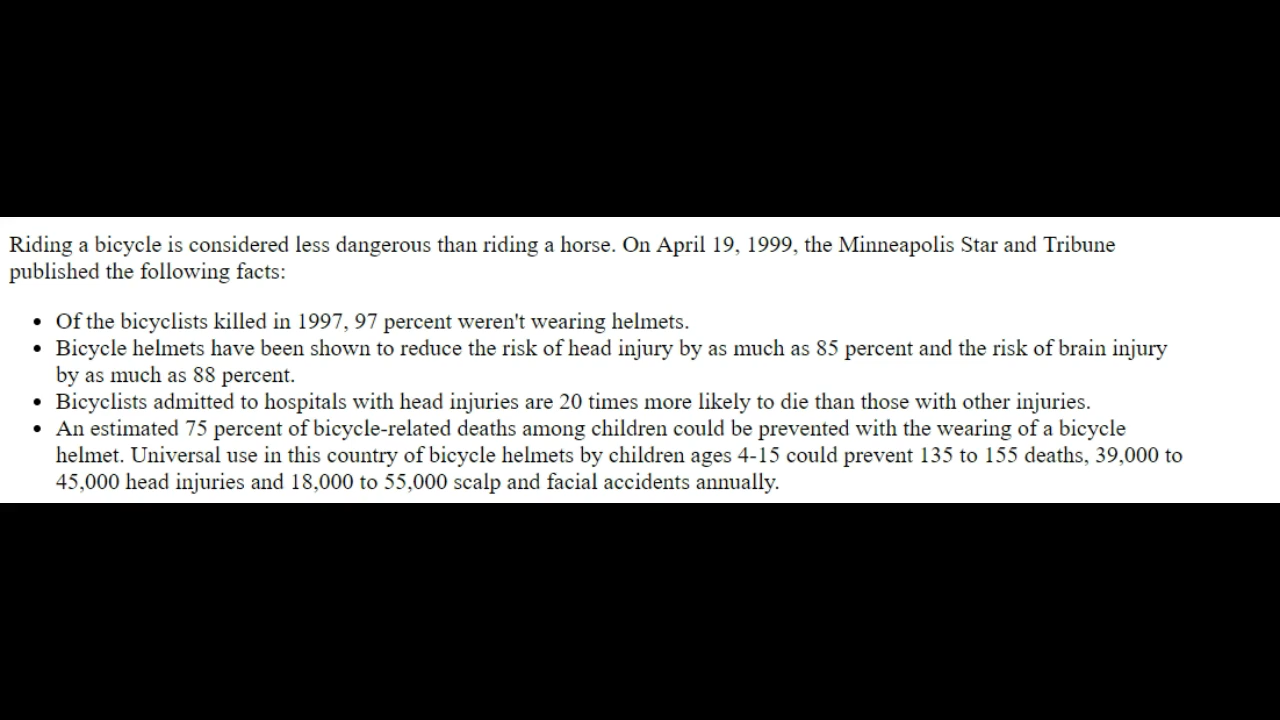 Riding a bicycle is considered less dangerous than riding a horse. On April 19, 1999, the Minneapolis Star and Tribune
published the following facts:
• Of the bicyclists killed in 1997, 97 percent weren't wearing helmets.
• Bicycle helmets have been shown to reduce the risk of head injury by as much as 85 percent and the risk of brain injury
by as much as 88 percent.
• Bicyclists admitted to hospitals with head injuries are 20 times more likely to die than those with other injuries.
• An estimated 75 percent of bicycle-related deaths among children could be prevented with the wearing of a bicycle
helmet. Universal use in this country of bicycle helmets by children ages 4-15 could prevent 135 to 155 deaths, 39,000 to
45,000 head injuries and 18,000 to 55,000 scalp and facial accidents annually.